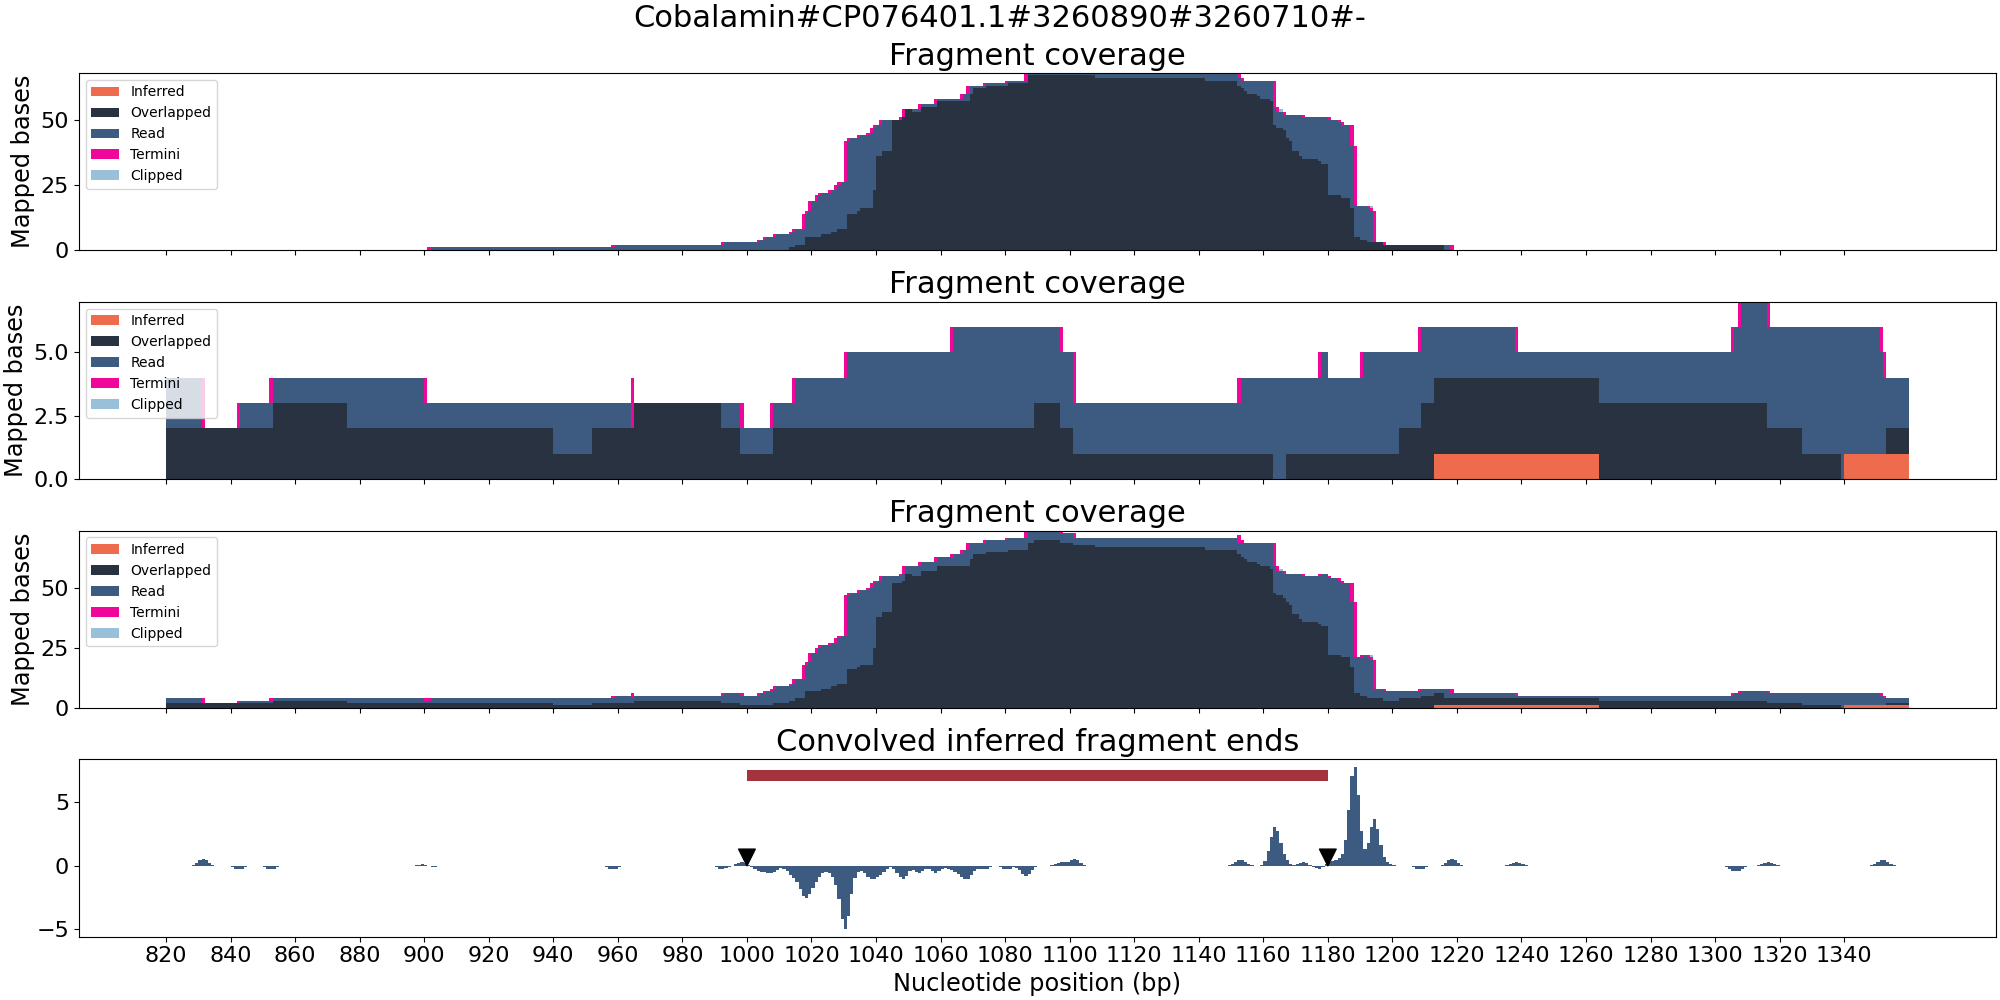 Cobalamin#CP076401.1#3260890#3260710#-
Fragment coverage
Mapped bases
50
25
0
Inferred
Overlapped
Read
Termini
Clipped
Fragment coverage
Mapped bases
5.0
2.5
0.0
Inferred
Overlapped
Read
Termini
Clipped
Fragment coverage
Mapped bases
50
25
0
Inferred
Overlapped
Read
Termini
Clipped
Convolved inferred fragment ends
5
0
−5
820 840 860 880 900 920 940 960 980 1000 1020 1040 1060 1080 1100 1120 1140 1160 1180 1200 1220 1240 1260 1280 1300 1320 1340
Nucleotide position (bp)